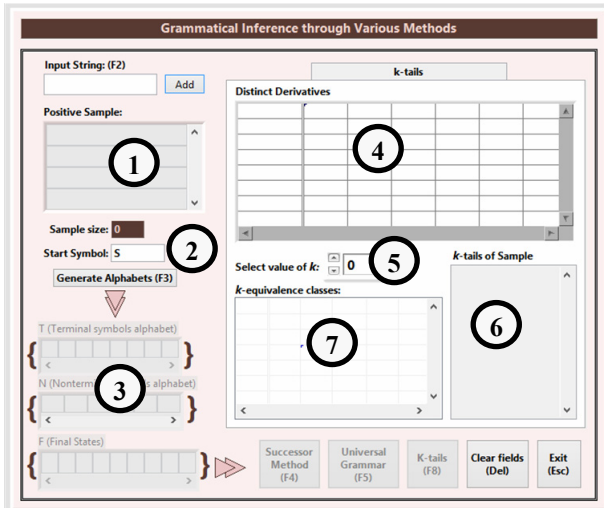 Grammatical Inference through Various Methods
Input String: (F2)
Add
Positive Sample:
1
Sample size: 0
2
Start Symbol: S
Generate Alphabets (F3)
T (Terminal symbols alphabet)
{ }
N (Nonterm s alphabet)
3
{ }
F (Final States)
{ }
k-tails
Distinct Derivatives
4
Select value of k: 0
5
k-tails of Sample
6
k-equivalence classes:
7
Successor
Method
(F4)
Universal
Grammar
(F5)
K-tails
(F8)
Clear fields
(Del)
Exit
(Esc)